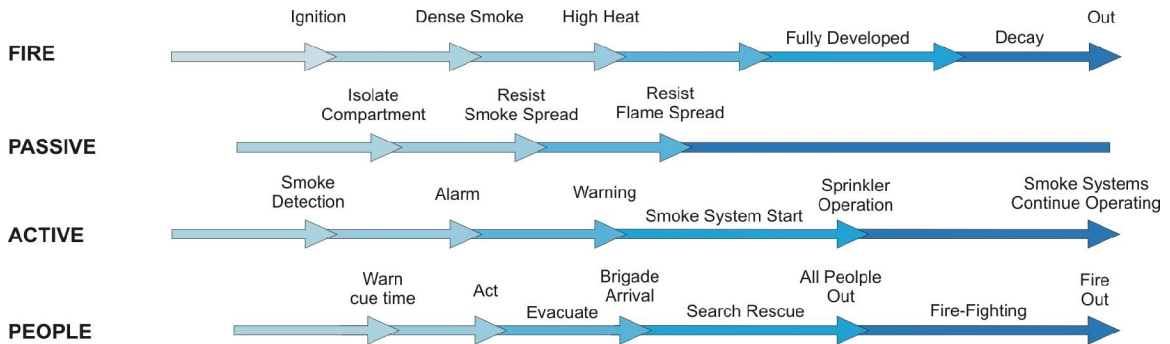 Ignition
Dense Smoke
High Heat
Out
FIRE
Fully Developed
Decay
Isolate
Compartment
Resist
Smoke Spread
Resist
Flame Spread
PASSIVE
Smoke
Detection
Alarm
Warning
Smoke System Start
Sprinkler
Operation
Smoke Systems
Continue Operating
ACTIVE
Warn
cue time
Act
Evacuate
Brigade
Arrival
Search Rescue
All Peolple
Out
Fire-Fighting
Fire
Out
PEOPLE